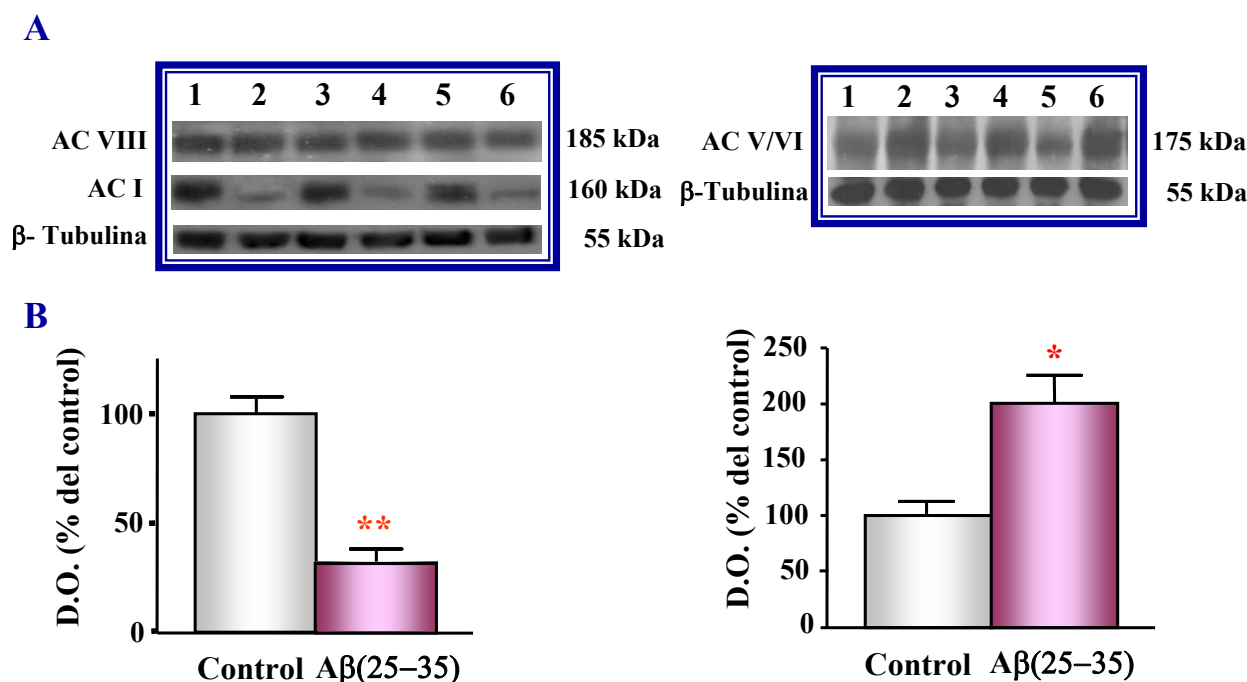 A
1 2 3 4 5 6
AC VIII 185 kDa
AC I 160 kDa
β- Tubulina 55 kDa
1 2 3 4 5 6
AC V/VI 175 kDa
β-Tubulina 55 kDa
B
D.O. (% del control)
100
50
0
**
Control Aβ(25–35)
D.O. (% del control)
250
200
150
100
50
0
*
Control Aβ(25–35)